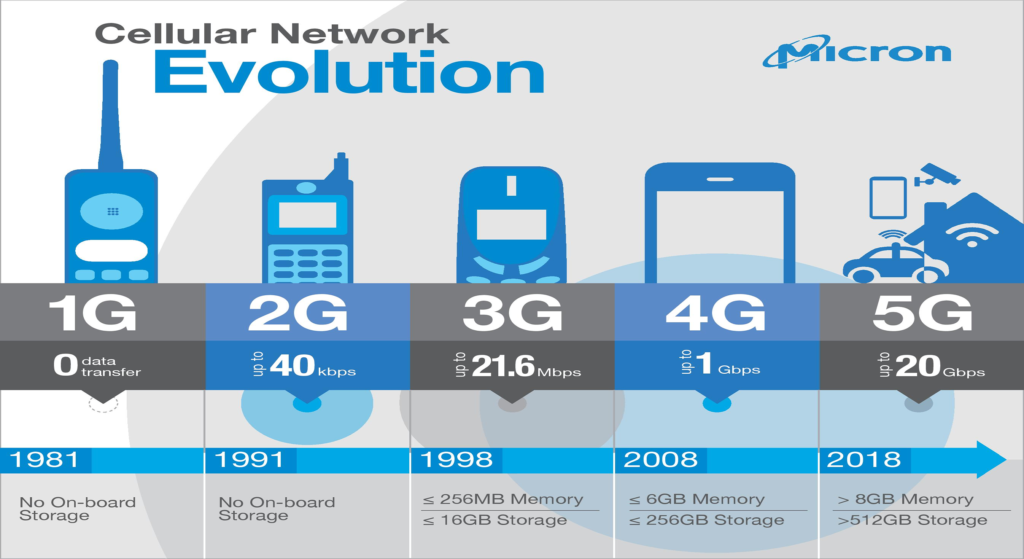 Cellular Network
Evolution
Micron
1G
2G
3G
4G
5G
0 data transfer
up to 40 kbps
up to 21.6 Mbps
up to 1 Gbps
up to 20 Gbps
1981
1991
1998
2008
2018
No On-board
Storage
No On-board
Storage
≤ 256MB Memory
≤ 16GB Storage
≤ 6GB Memory
≤ 256GB Storage
> 8GB Memory
>512GB Storage